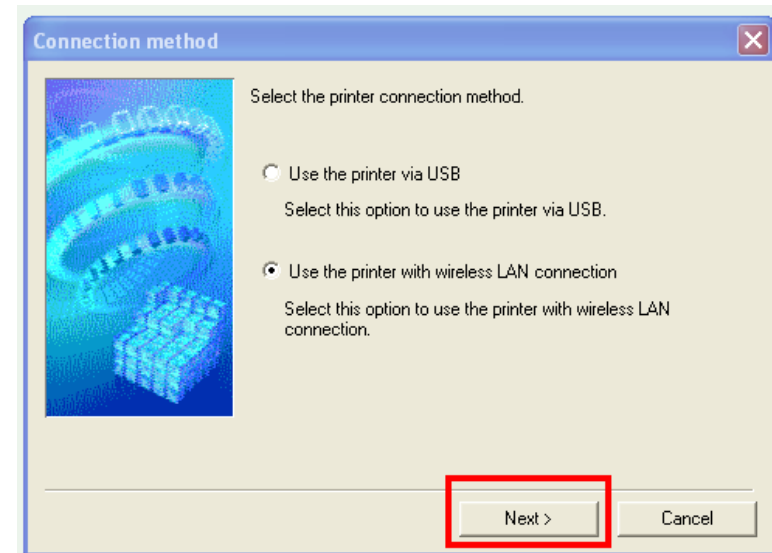 Connection method
Select the printer connection method.
Use the printer via USB
Select this option to use the printer via USB.
Use the printer with wireless LAN connection
Select this option to use the printer with wireless LAN
connection.
Next >
Cancel